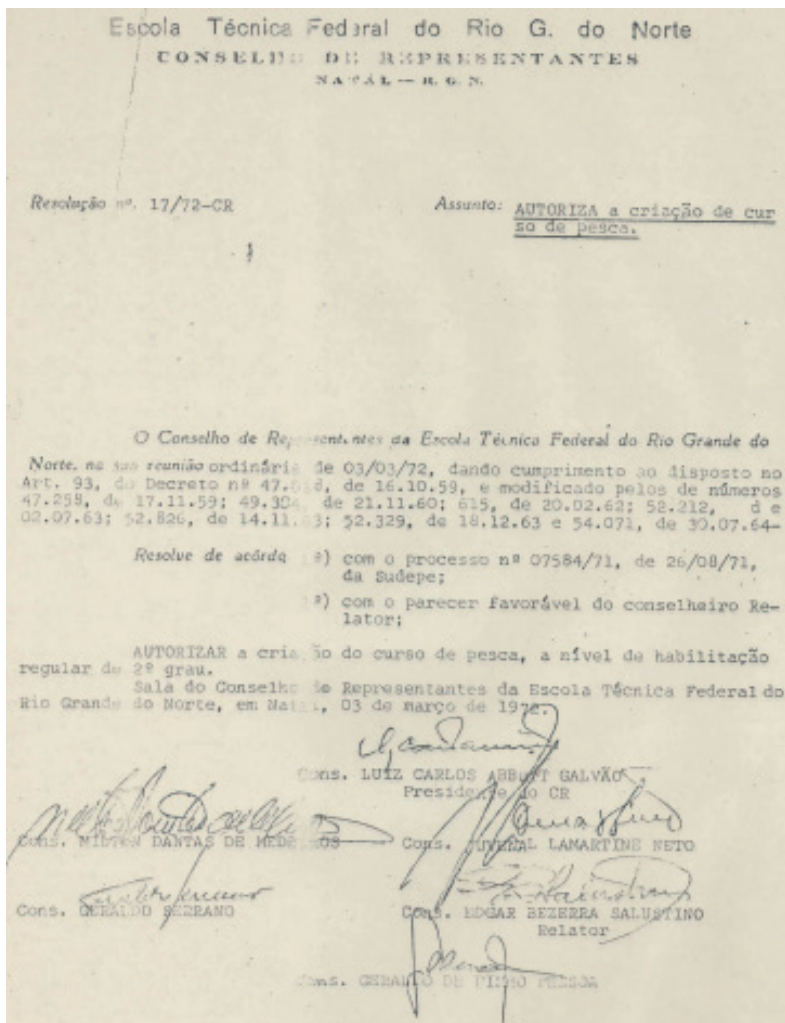 Escola Técnica Federal do Rio G. do Norte
CONSELHO DE REPRESENTANTES
NATAL — R. G. N.
Resolução nº. 17/72-CR
Assunto: AUTORIZA a criação de cur
so de pesca.
O Conselho de Representantes da Escola Técnica Federal do Rio Grande do
Norte, na sua reunião ordinária de 03/03/72, dando cumprimento ao disposto no
Art. 93, do Decreto nº de 16.10.59, e modificado pelos de números
47.258, de 17.11.59; de 21.11.60; 615, de 20.02.62; 52.212, d e
02.07.63; 52.826, de 14.11.63; 52.329, de 18.12.63 e 54.071, de 30.07.64-
Resolve de acôrdo º) com o processo nº 07584/71, de 26/08/71,
da Sudepe;
º) com o parecer favorável do conselheiro Re-
lator;
AUTORIZAR a criação do curso de pesca, a nível de habilitação
regular de 2º grau.
Sala do Conselho de Representantes da Escola Técnica Federal do
Rio Grande do Norte, em Natal, 03 de março de 1972.
Cons. LUIZ CARLOS ABBOTT GALVÃO
Presidente do CR
Cons. MILTON DANTAS DE MEDEIROS
Cons. JUVENAL LAMARTINE NETO
Cons. GERALDO SERRANO
Cons. EDGAR BEZERRA SALUSTINO
Relator
Cons. GERALDO DE PINHO PESSOA